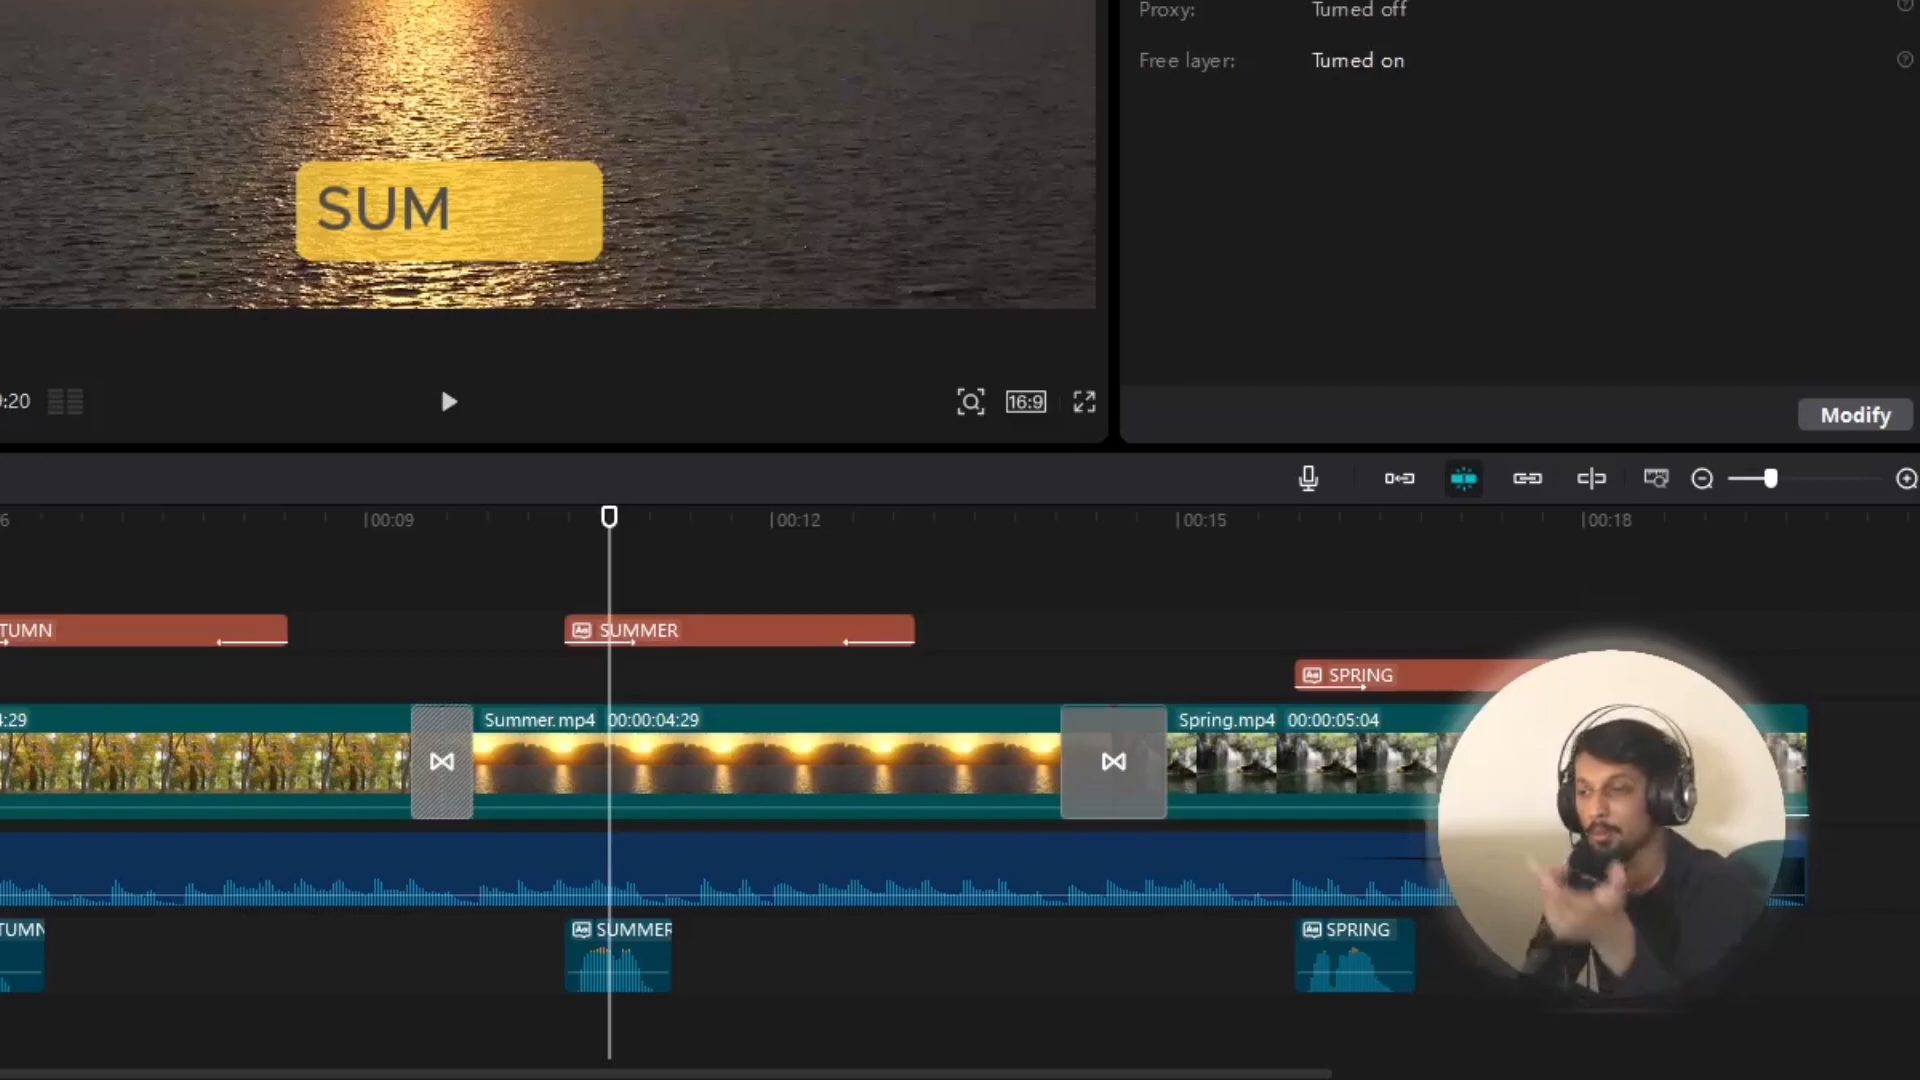 Proxy:
Turned off
Free layer:
Turned on
SUM
:20
16:9
Modify
00:09
00:12
00:15
00:18
TUMN
SUMMER
SPRING
:29
Summer.mp4 00:00:04:29
Spring.mp4 00:00:05:04
TUMN
SUMMER
SPRING